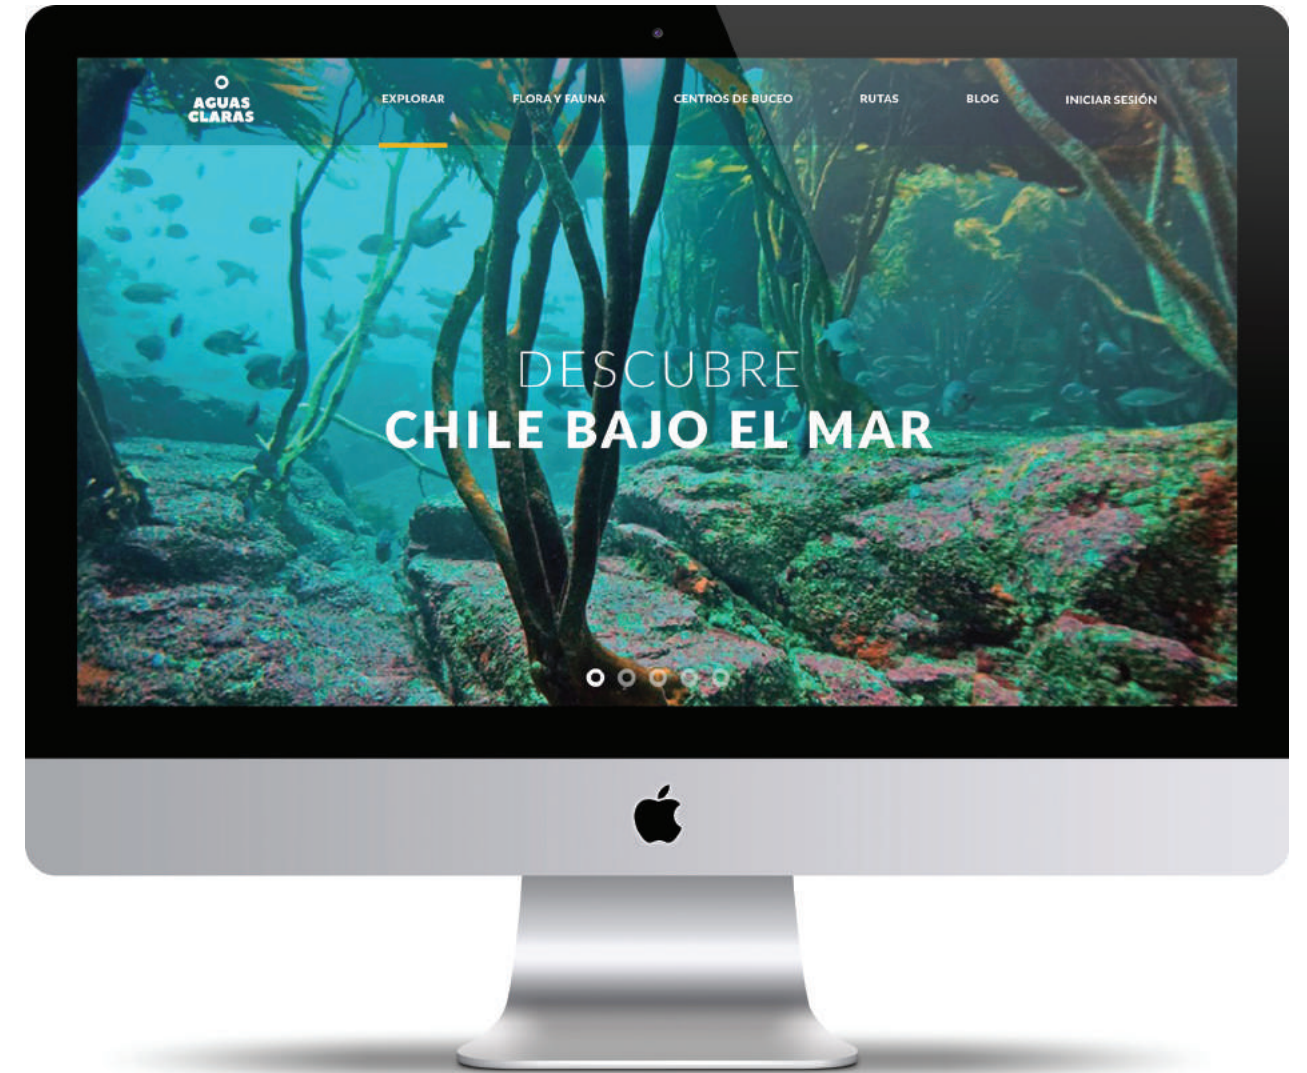 AGUAS
CLARAS
EXPLORAR
FLORA Y FAUNA
CENTROS DE BUCEO
RUTAS
BLOG
INICIAR SESIÓN
DESCUBRE
CHILE BAJO EL MAR